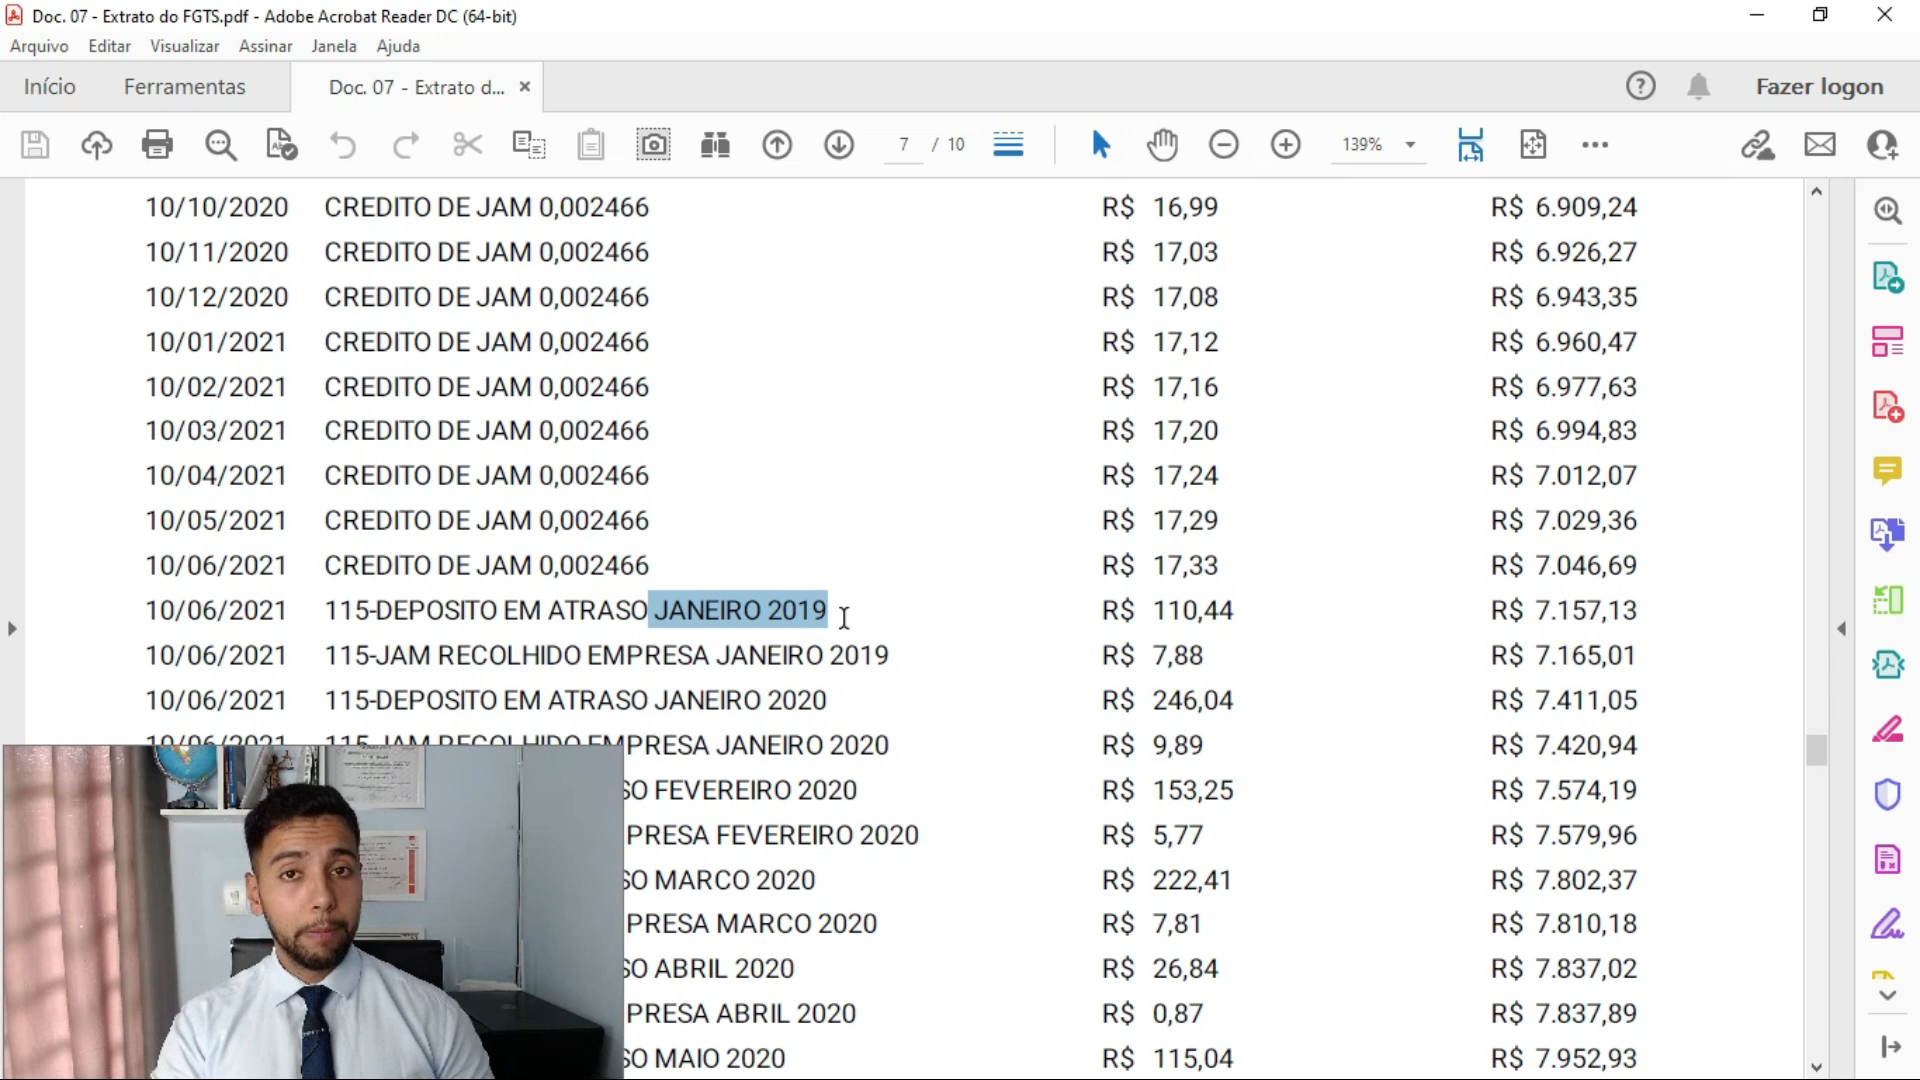 Doc. 07 - Extrato do FGTS.pdf - Adobe Acrobat Reader DC (64-bit)
Arquivo Editar Visualizar Assinar Janela Ajuda
Início Ferramentas Doc. 07 - Extrato d... × Fazer logon
7 / 10 139%
10/10/2020 CREDITO DE JAM 0,002466 R$ 16,99 R$ 6.909,24
10/11/2020 CREDITO DE JAM 0,002466 R$ 17,03 R$ 6.926,27
10/12/2020 CREDITO DE JAM 0,002466 R$ 17,08 R$ 6.943,35
10/01/2021 CREDITO DE JAM 0,002466 R$ 17,12 R$ 6.960,47
10/02/2021 CREDITO DE JAM 0,002466 R$ 17,16 R$ 6.977,63
10/03/2021 CREDITO DE JAM 0,002466 R$ 17,20 R$ 6.994,83
10/04/2021 CREDITO DE JAM 0,002466 R$ 17,24 R$ 7.012,07
10/05/2021 CREDITO DE JAM 0,002466 R$ 17,29 R$ 7.029,36
10/06/2021 CREDITO DE JAM 0,002466 R$ 17,33 R$ 7.046,69
10/06/2021 115-DEPOSITO EM ATRASO JANEIRO 2019 R$ 110,44 R$ 7.157,13
10/06/2021 115-JAM RECOLHIDO EMPRESA JANEIRO 2019 R$ 7,88 R$ 7.165,01
10/06/2021 115-DEPOSITO EM ATRASO JANEIRO 2020 R$ 246,04 R$ 7.411,05
10/06/2021 115-JAM RECOLHIDO EMPRESA JANEIRO 2020 R$ 9,89 R$ 7.420,94
SO FEVEREIRO 2020 R$ 153,25 R$ 7.574,19
PRESA FEVEREIRO 2020 R$ 5,77 R$ 7.579,96
SO MARCO 2020 R$ 222,41 R$ 7.802,37
PRESA MARCO 2020 R$ 7,81 R$ 7.810,18
SO ABRIL 2020 R$ 26,84 R$ 7.837,02
PRESA ABRIL 2020 R$ 0,87 R$ 7.837,89
SO MAIO 2020 R$ 115,04 R$ 7.952,93